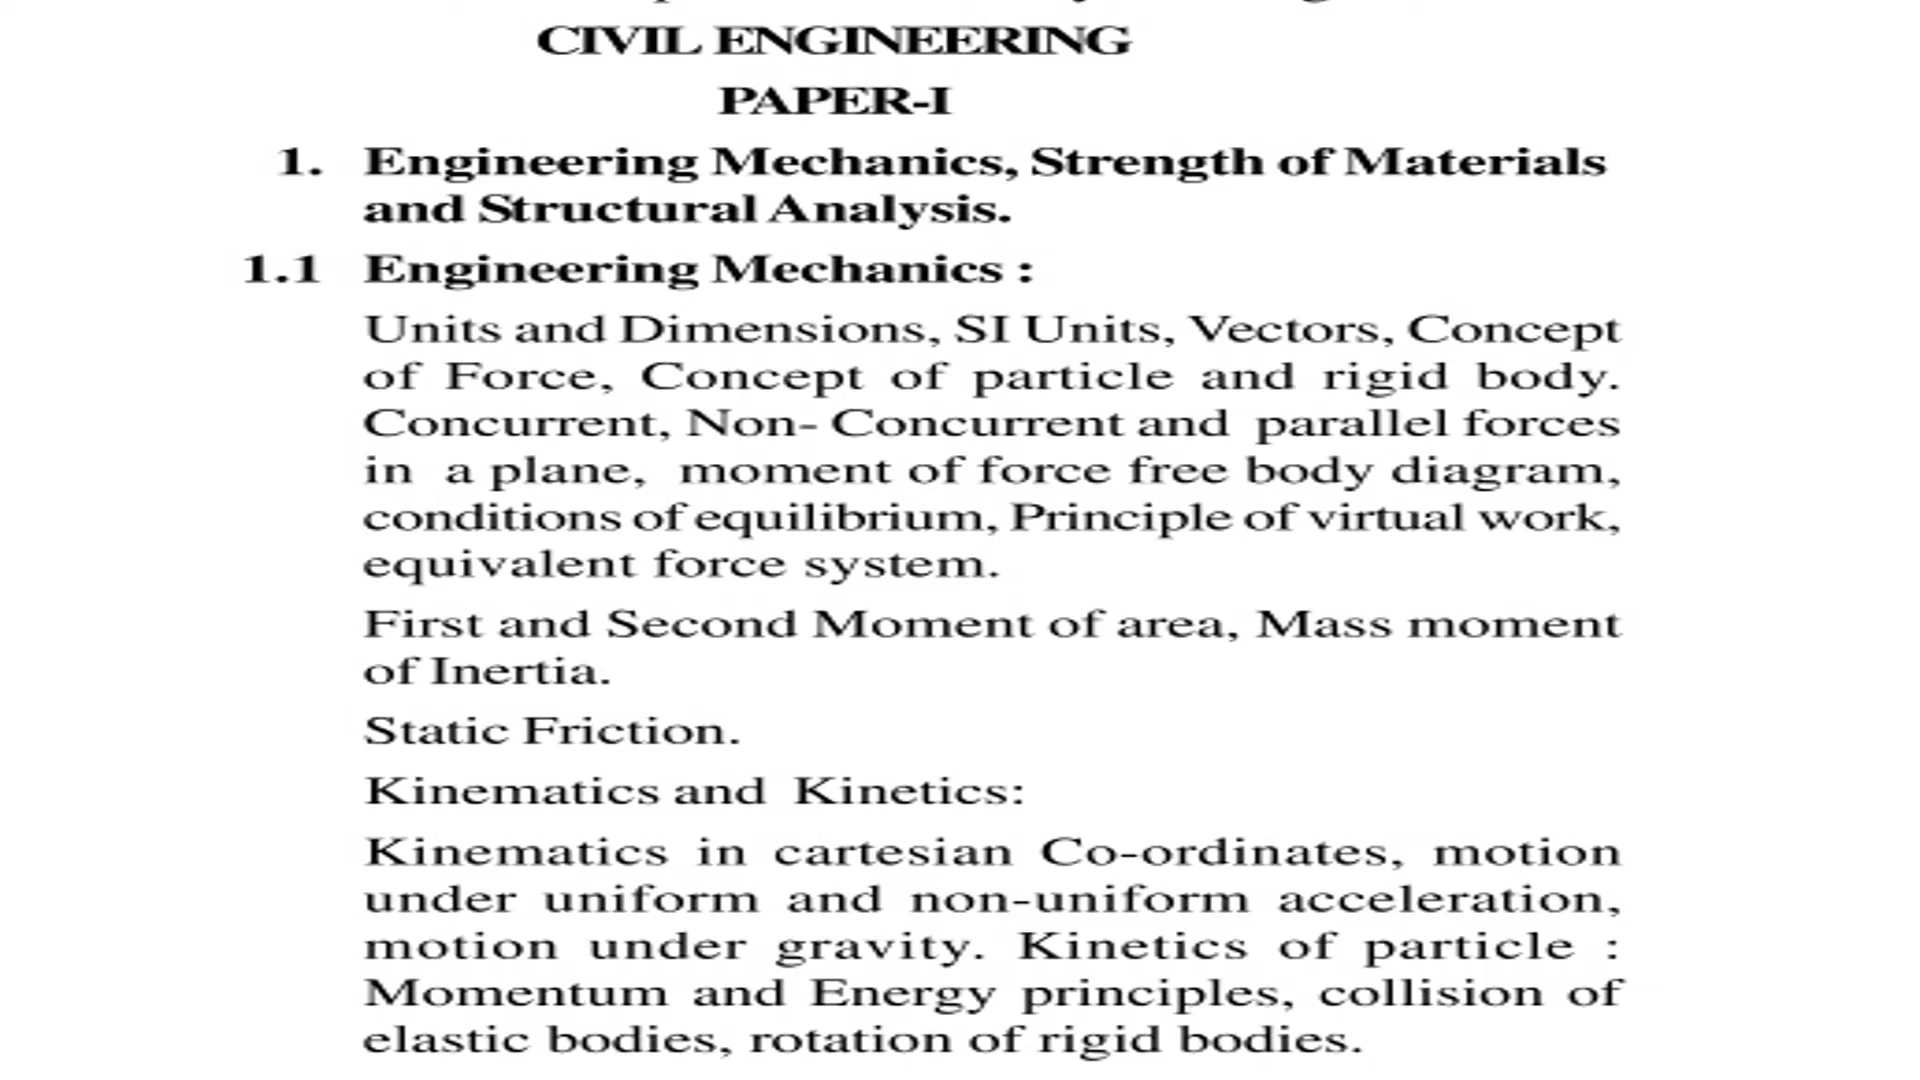 CIVIL ENGINEERING
PAPER-I
1. Engineering Mechanics, Strength of Materials
and Structural Analysis.
1.1 Engineering Mechanics :
Units and Dimensions, SI Units, Vectors, Concept
of Force, Concept of particle and rigid body.
Concurrent, Non- Concurrent and parallel forces
in a plane, moment of force free body diagram,
conditions of equilibrium, Principle of virtual work,
equivalent force system.
First and Second Moment of area, Mass moment
of Inertia.
Static Friction.
Kinematics and Kinetics:
Kinematics in cartesian Co-ordinates, motion
under uniform and non-uniform acceleration,
motion under gravity. Kinetics of particle :
Momentum and Energy principles, collision of
elastic bodies, rotation of rigid bodies.